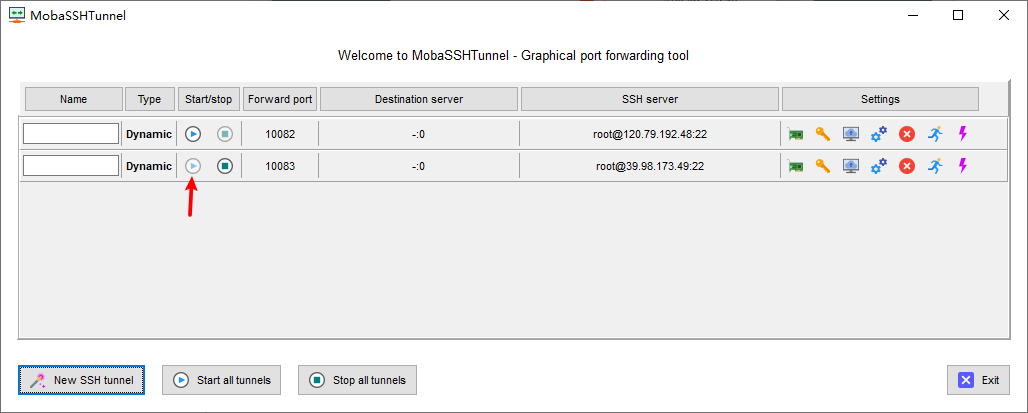 MobaSSHTunnel
Welcome to MobaSSHTunnel - Graphical port forwarding tool
Name Type Start/stop Forward port Destination server SSH server Settings
Dynamic 10082 -:0 root@120.79.192.48:22
Dynamic 10083 -:0 root@39.98.173.49:22
New SSH tunnel Start all tunnels Stop all tunnels Exit